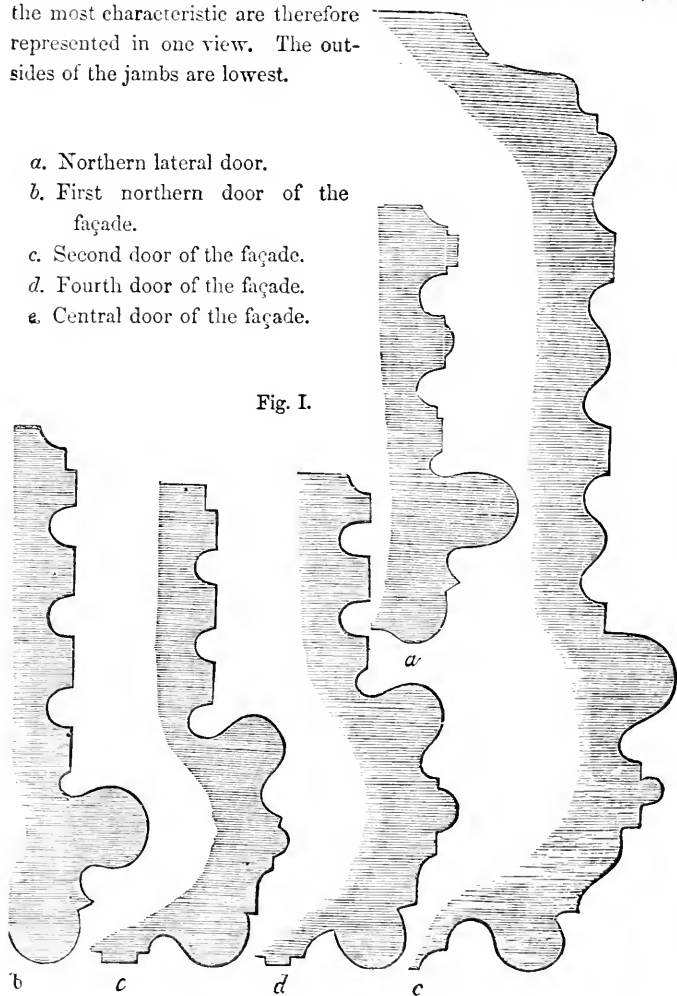 the most characteristic are therefore
represented in one view. The out-
sides of the jambs are lowest.
a. Northern lateral door.
b. First northern door of the
façade.
c. Second door of the façade.
d. Fourth door of the façade.
e. Central door of the façade.
Fig. I.
a
b
c
d
c